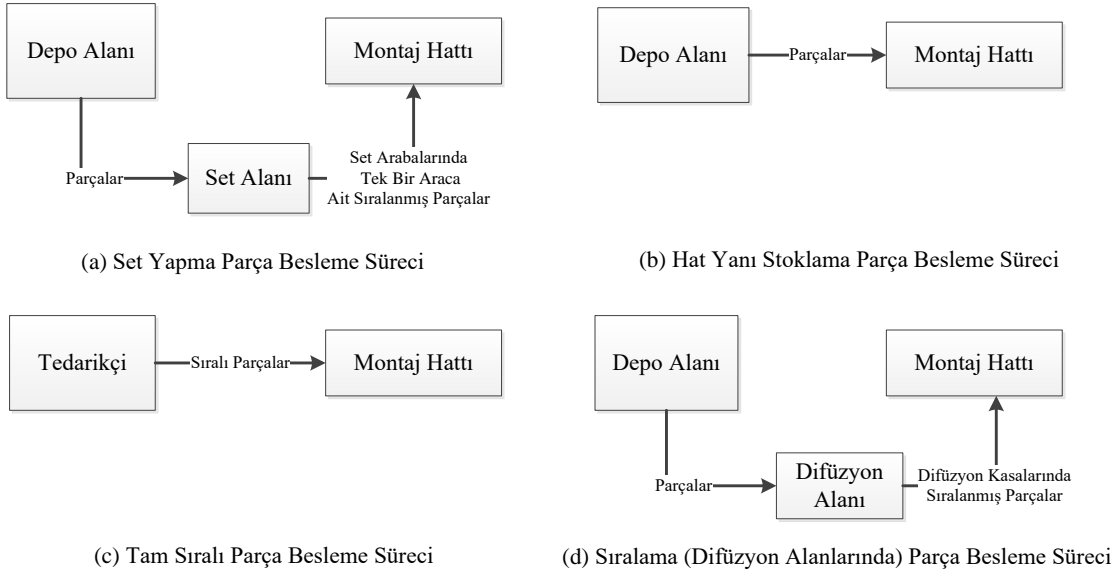 Depo Alanı
Montaj Hattı
Parçalar
Set Alanı
Set Arabalarında
Tek Bir Araca
Ait Sıralanmış Parçalar
(a) Set Yapma Parça Besleme Süreci
Depo Alanı
Parçalar
Montaj Hattı
(b) Hat Yanı Stoklama Parça Besleme Süreci
Tedarikçi
Sıralı Parçalar
Montaj Hattı
(c) Tam Sıralı Parça Besleme Süreci
Depo Alanı
Montaj Hattı
Parçalar
Difüzyon
Alanı
Difüzyon Kasalarında
Sıralanmış Parçalar
(d) Sıralama (Difüzyon Alanlarında) Parça Besleme Süreci